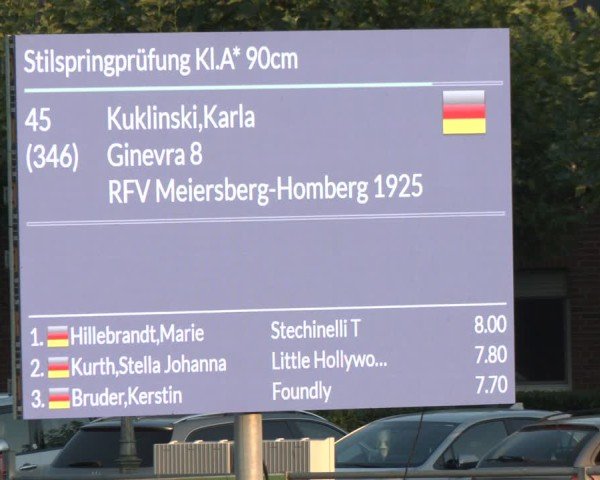 Stilspringprüfung Kl.A* 90cm
45 Kuklinski,Karla
(346) Ginevra 8
RFV Meiersberg-Homberg 1925
1. Hillebrandt,Marie Stechinelli T 8.00
2. Kurth,Stella Johanna Little Hollywo... 7.80
3. Bruder,Kerstin Foundly 7.70